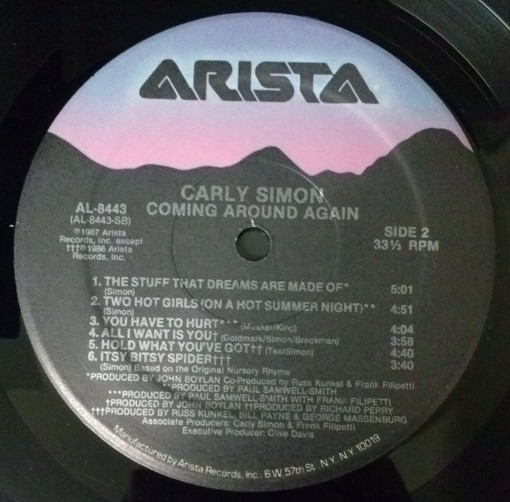 ARISTA
CARLY SIMON
COMING AROUND AGAIN
AL-8443
(AL-8443-SB)
℗1987 Arista
Records, Inc. except
†††℗1986 Arista
Records, Inc.
SIDE 2
33⅓ RPM
1. THE STUFF THAT DREAMS ARE MADE OF* 5:01
(Simon)
2. TWO HOT GIRLS (ON A HOT SUMMER NIGHT)** 4:51
(Simon)
3. YOU HAVE TO HURT*** (Musker/King) 4:04
4. ALL I WANT IS YOU† (Goldmark/Simon/Brackman) 3:58
5. HOLD WHAT YOU'VE GOT†† (Tex/Simon) 4:40
6. ITSY BITSY SPIDER††† 3:40
(Simon) Based on the Original Nursery Rhyme
*PRODUCED BY JOHN BOYLAN Co-Produced by Russ Kunkel & Frank Filipetti
**PRODUCED BY PAUL SAMWELL-SMITH
***PRODUCED BY PAUL SAMWELL-SMITH WITH FRANK FILIPETTI
†PRODUCED BY JOHN BOYLAN ††PRODUCED BY RICHARD PERRY
†††PRODUCED BY RUSS KUNKEL, BILL PAYNE & GEORGE MASSENBURG
Associate Producers: Carly Simon & Frank Filipetti
Executive Producer: Clive Davis
Manufactured by Arista Records, Inc. 6 W. 57th St. N.Y. N.Y. 10019